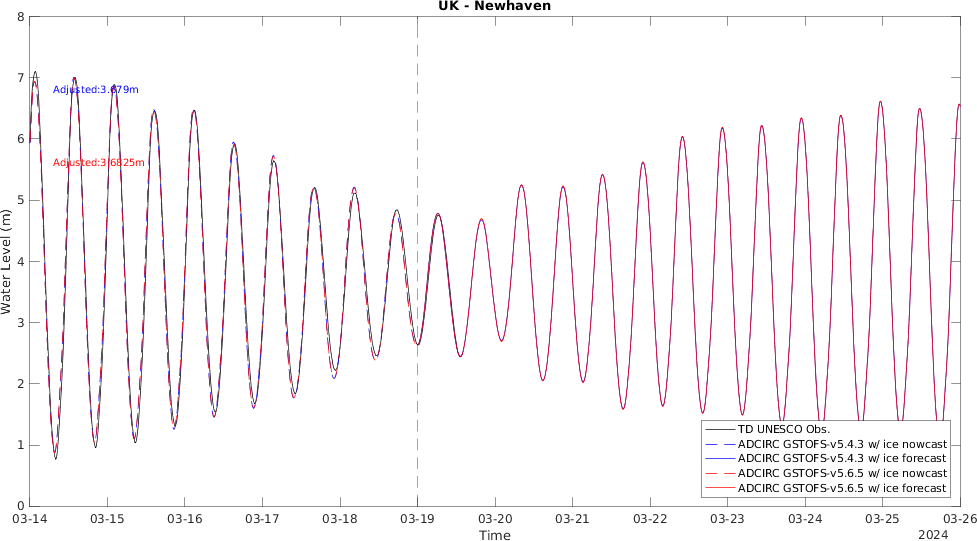 UK - Newhaven
8
7
6
5
4
3
2
1
0
Water Level (m)
Adjusted:3.679m
Adjusted:3.6825m
TD UNESCO Obs.
ADCIRC GSTOFS-v5.4.3 w/ ice nowcast
ADCIRC GSTOFS-v5.4.3 w/ ice forecast
ADCIRC GSTOFS-v5.6.5 w/ ice nowcast
ADCIRC GSTOFS-v5.6.5 w/ ice forecast
03-14 03-15 03-16 03-17 03-18 03-19 03-20 03-21 03-22 03-23 03-24 03-25 03-26
Time
2024